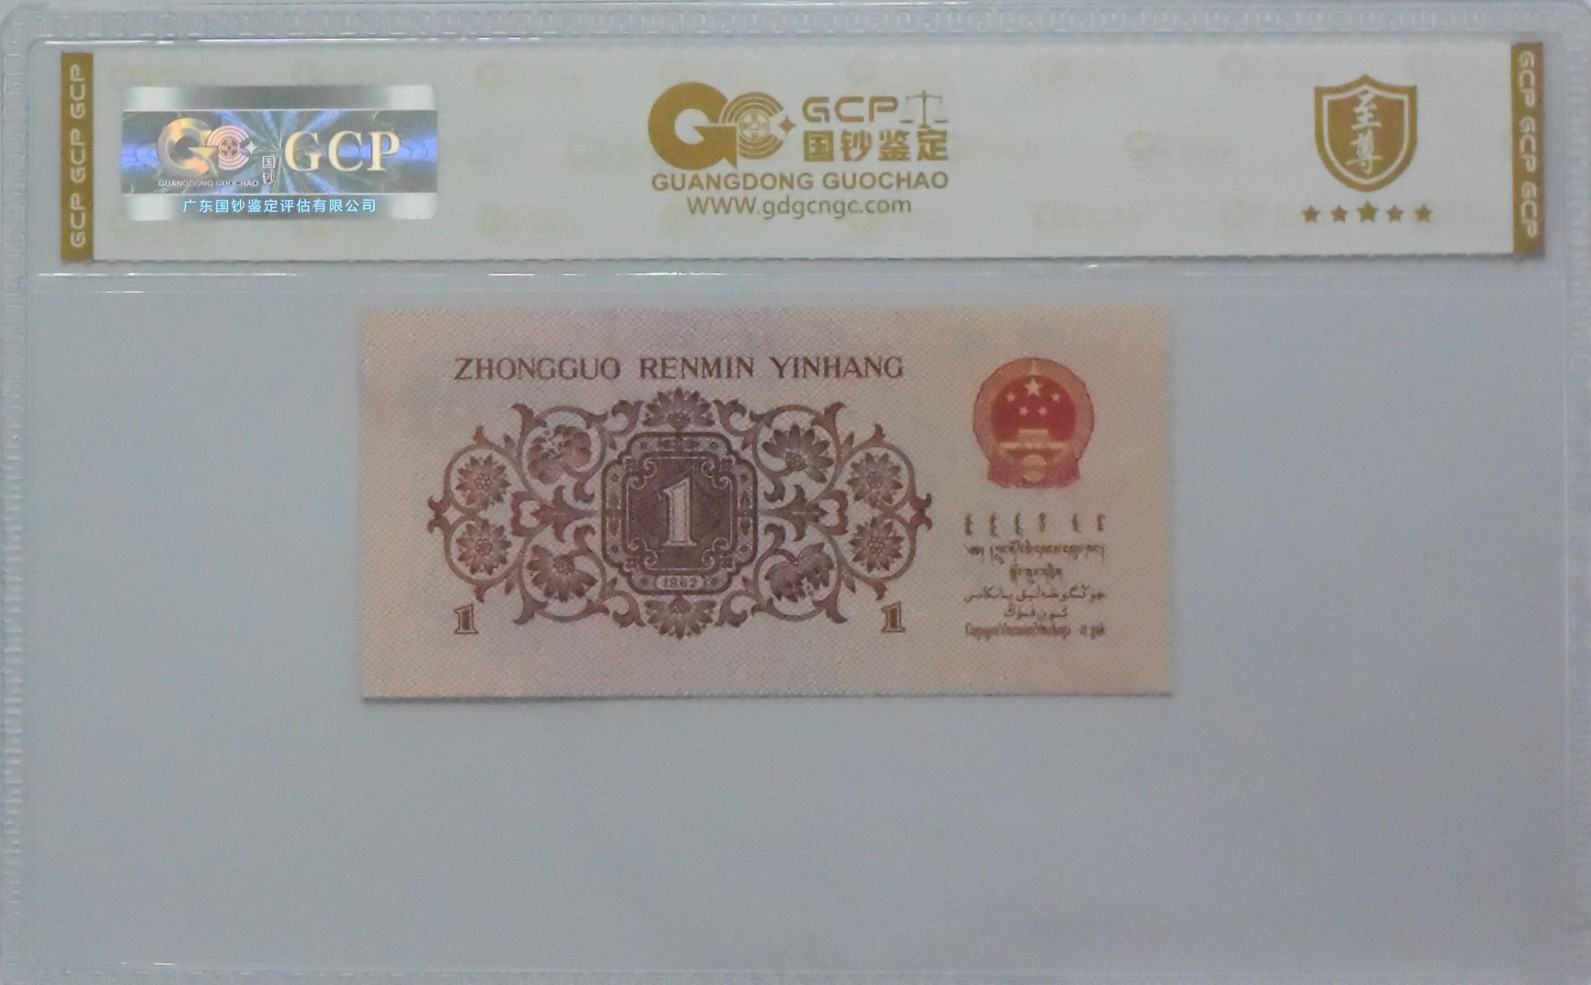 GCP GCP GCP
GC GCP
国钞
GUANGDONG GUOCHAO
广东国钞鉴定评估有限公司
GCP
国钞鉴定
GUANGDONG GUOCHAO
WWW.gdgcngc.com
至尊
GCP GCP GCP
ZHONGGUO RENMIN YINHANG
1
1962
1 1